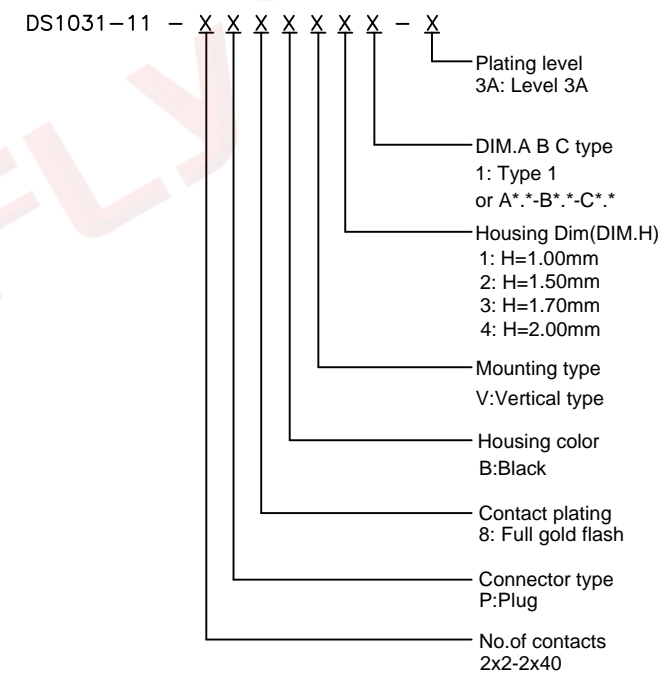 DS1031-11 - X X X X X X X - X
Plating level
3A: Level 3A
DIM.A B C type
1: Type 1
or A*.*-B*.*-C*.*
Housing Dim(DIM.H)
1: H=1.00mm
2: H=1.50mm
3: H=1.70mm
4: H=2.00mm
Mounting type
V:Vertical type
Housing color
B:Black
Contact plating
8: Full gold flash
Connector type
P:Plug
No.of contacts
2x2-2x40
FLY